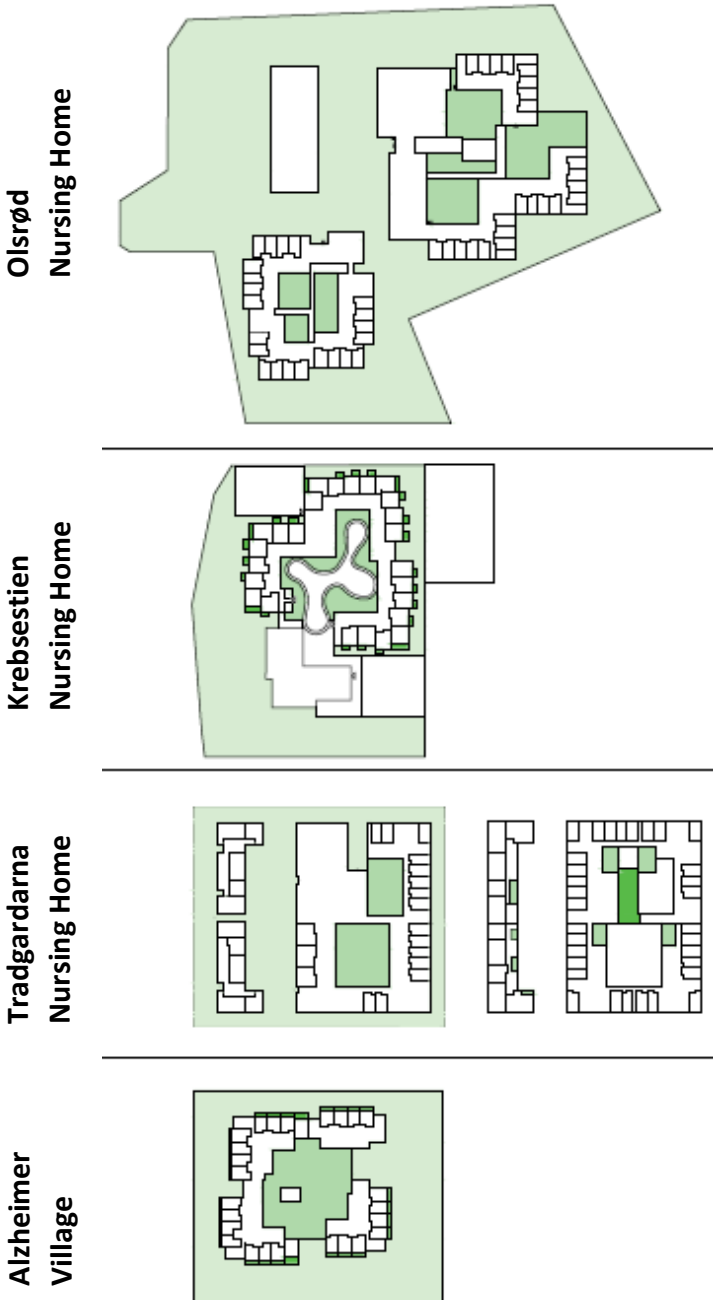 Olsrød
Nursing Home
Krebsestien
Nursing Home
Tradgardarna
Nursing Home
Alzheimer
Village